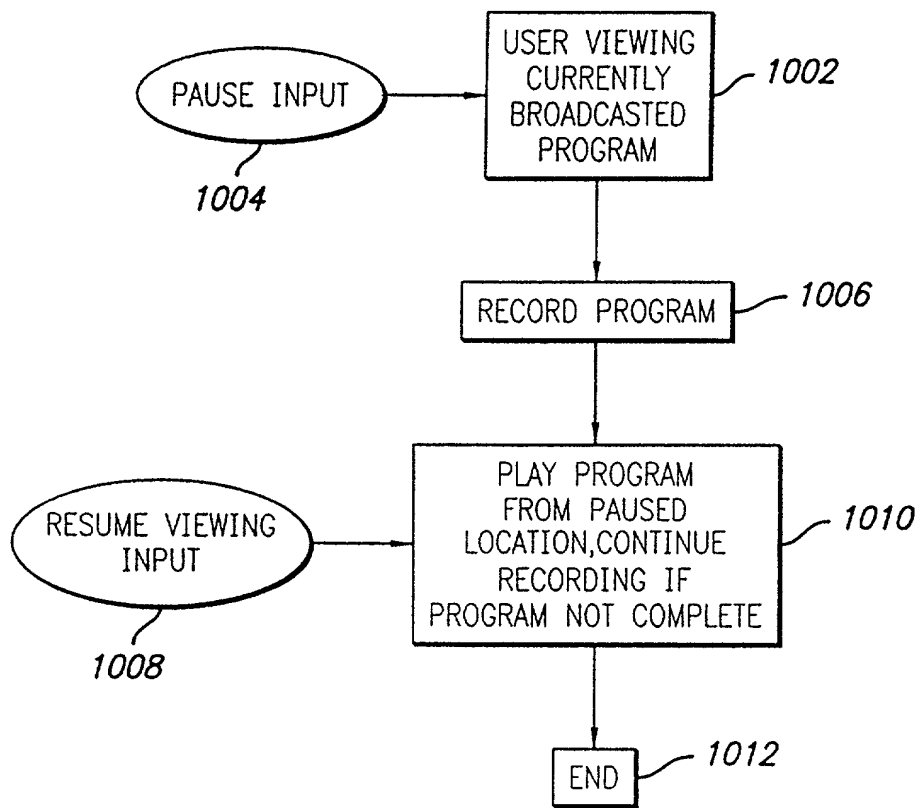 USER VIEWING
CURRENTLY
BROADCASTED
PROGRAM
1002
PAUSE INPUT
1004
RECORD PROGRAM
1006
PLAY PROGRAM
FROM PAUSED
LOCATION,CONTINUE
RECORDING IF
PROGRAM NOT COMPLETE
1010
RESUME VIEWING
INPUT
1008
END
1012